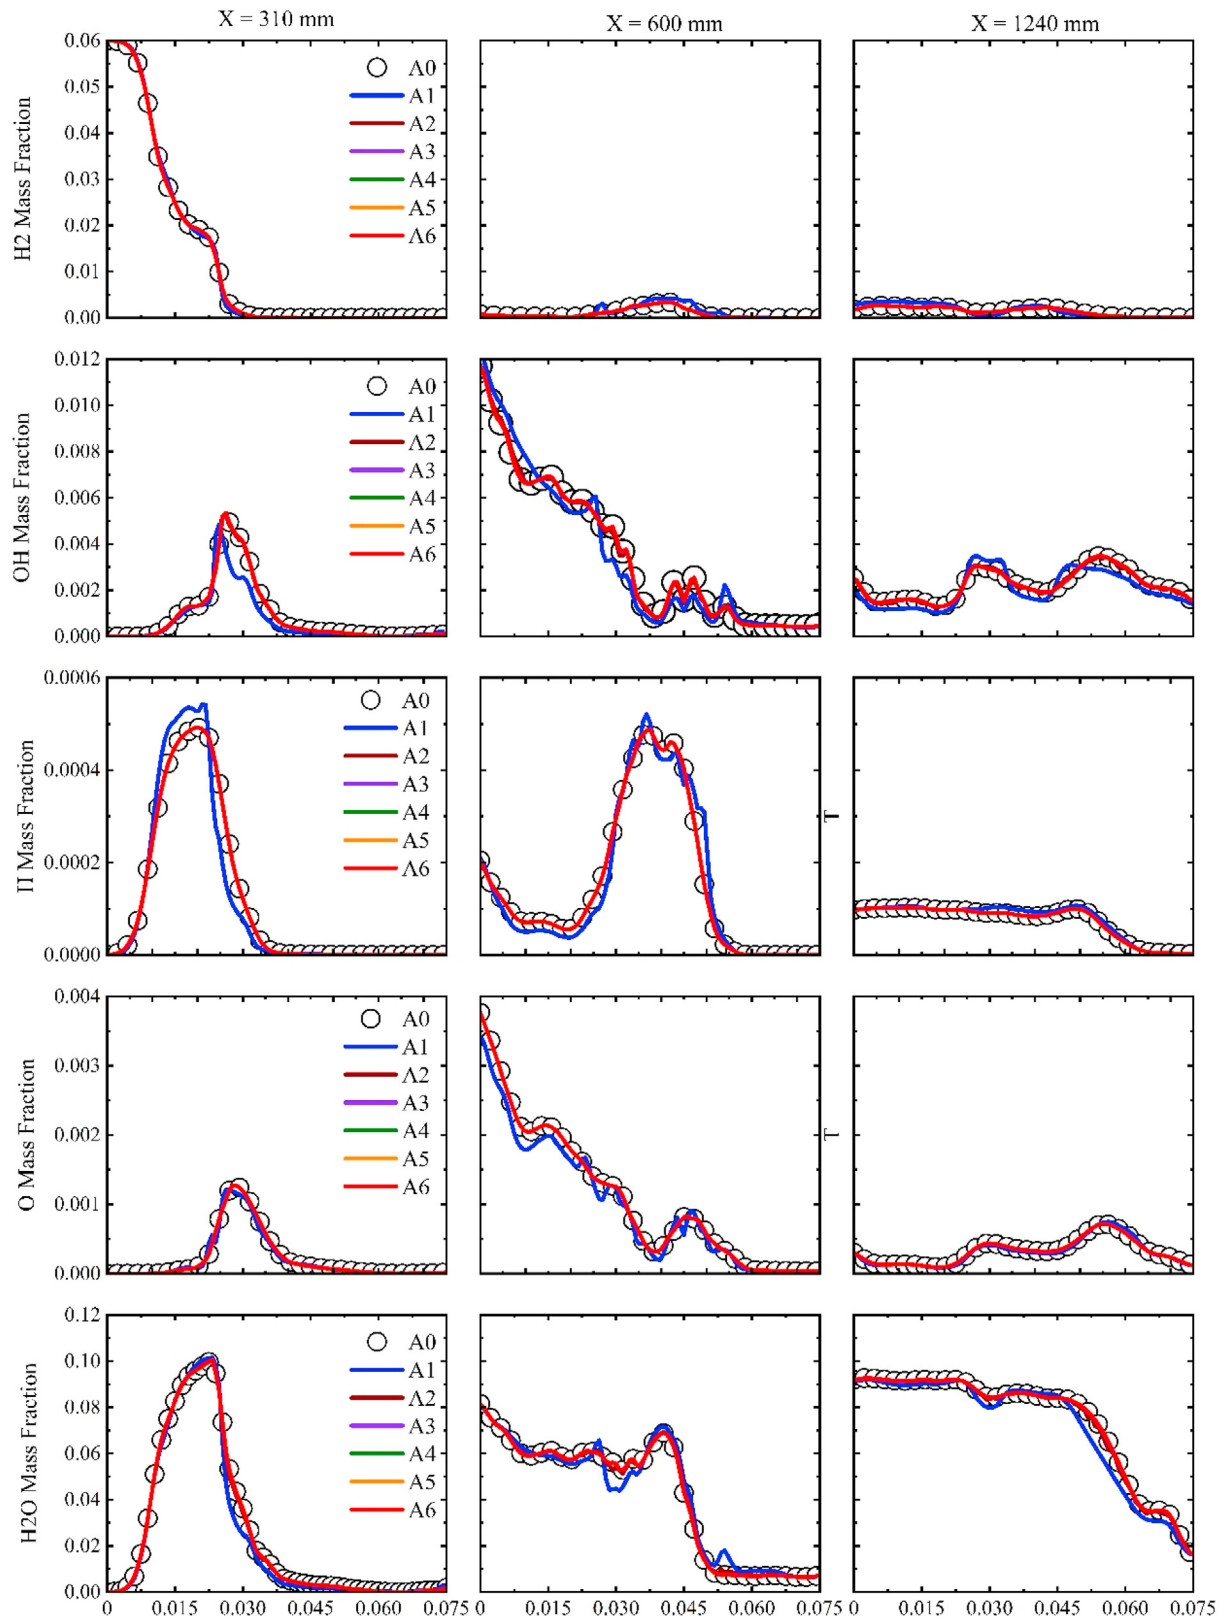 X = 310 mm X = 600 mm X = 1240 mm
H2 Mass Fraction
0.06
0.05
0.04
0.03
0.02
0.01
0.00
A0
A1
A2
A3
A4
A5
A6
OH Mass Fraction
0.012
0.010
0.008
0.006
0.004
0.002
0.000
A0
A1
A2
A3
A4
A5
A6
H Mass Fraction
0.0006
0.0004
0.0002
0.0000
A0
A1
A2
A3
A4
A5
A6
O Mass Fraction
0.004
0.003
0.002
0.001
0.000
A0
A1
A2
A3
A4
A5
A6
H2O Mass Fraction
0.12
0.10
0.08
0.06
0.04
0.02
0.00
A0
A1
A2
A3
A4
A5
A6
0 0.015 0.030 0.045 0.060 0.075 0.015 0.030 0.045 0.060 0.075 0.015 0.030 0.045 0.060 0.075